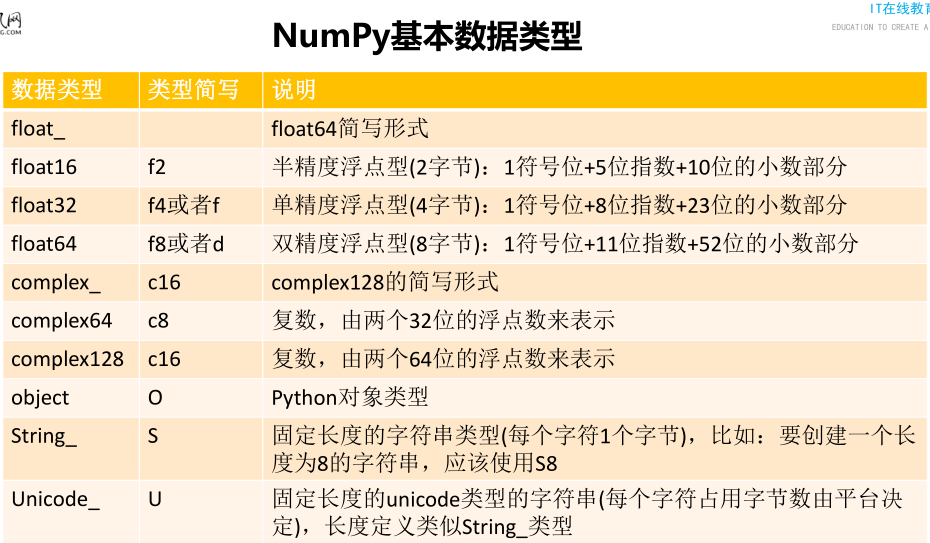 网
G.COM
IT在线教育
EDUCATION TO CREATE A
NumPy基本数据类型
数据类型 类型简写 说明
float_ float64简写形式
float16 f2 半精度浮点型(2字节)：1符号位+5位指数+10位的小数部分
float32 f4或者f 单精度浮点型(4字节)：1符号位+8位指数+23位的小数部分
float64 f8或者d 双精度浮点型(8字节)：1符号位+11位指数+52位的小数部分
complex_ c16 complex128的简写形式
complex64 c8 复数，由两个32位的浮点数来表示
complex128 c16 复数，由两个64位的浮点数来表示
object O Python对象类型
String_ S 固定长度的字符串类型(每个字符1个字节)，比如：要创建一个长
度为8的字符串，应该使用S8
Unicode_ U 固定长度的unicode类型的字符串(每个字符占用字节数由平台决
定)，长度定义类似String_类型